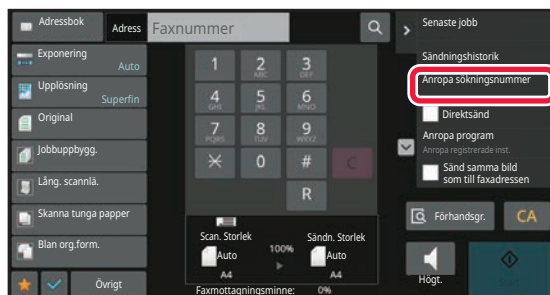 Adressbok
Adress
Faxnummer
Senaste jobb
Exponering
Auto
Sändningshistorik
Upplösning
Superfin
Anropa sökningsnummer
Original
Direktsänd
Jobbuppbygg.
Anropa program
Anropa registrerade inst.
Lång. scannlä.
Sänd samma bild
som till faxadressen
Skanna tunga papper
Blan org.form.
Övrigt
1
2
ABC
3
DEF
4
GHI
5
JKL
6
MNO
7
PQRS
8
TUV
9
WXYZ
0
#
C
R
Scan. Storlek
Auto
A4
100%
Sändn. Storlek
Auto
A4
Faxmottagningsminne: 0%
Förhandsgr.
CA
Högt.
Start